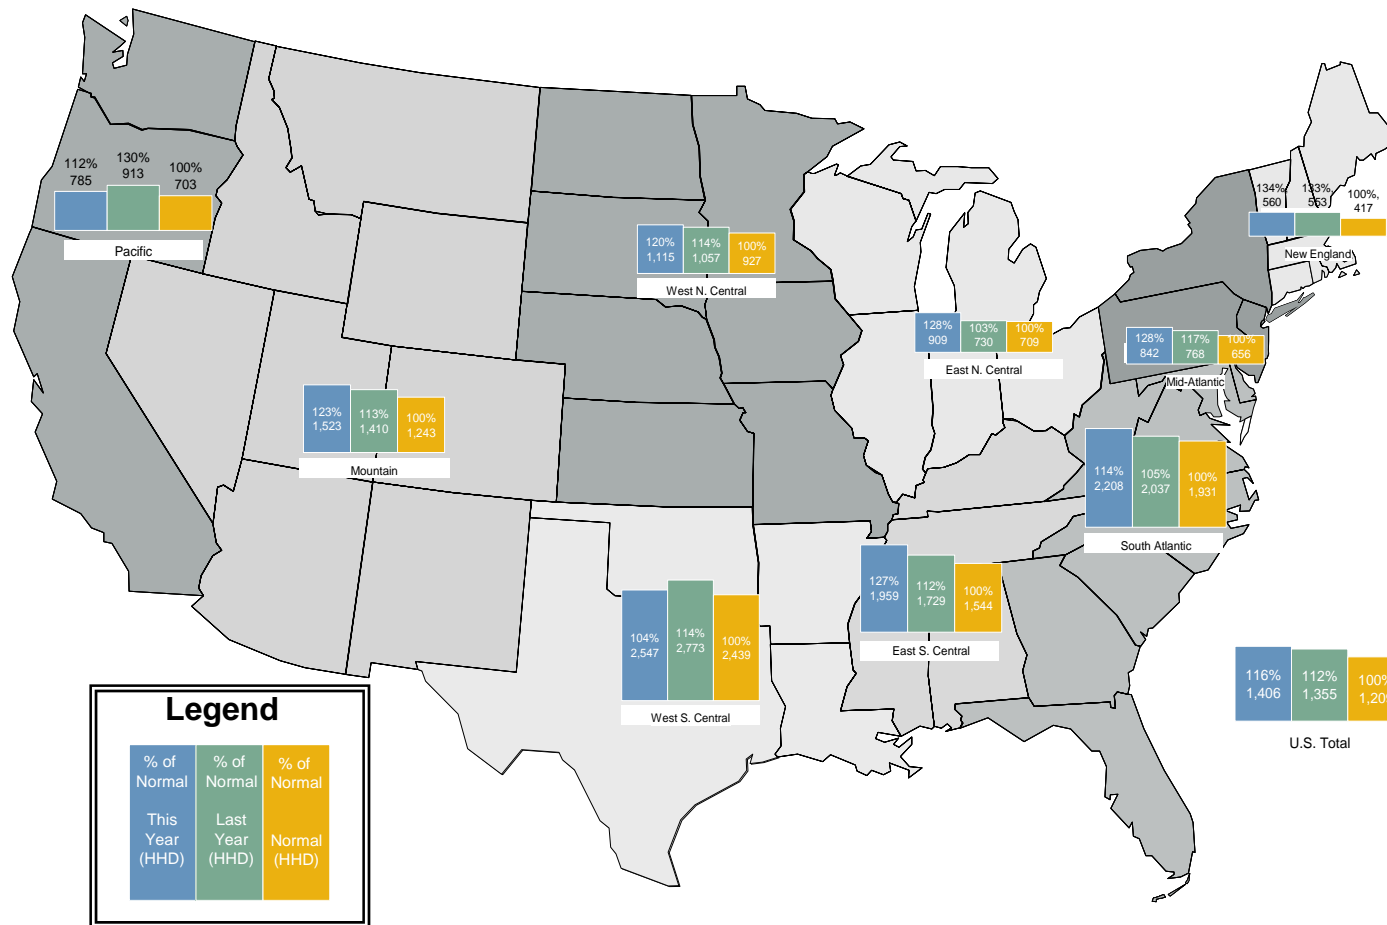 112%
785
130%
913
100%
703
Pacific
120%
1,115
114%
1,057
100%
927
West N. Central
134%,
560
133%,
553
100%,
417
New England
128%
909
103%
730
100%
709
East N. Central
128%
842
117%
768
100%
656
Mid-Atlantic
123%
1,523
113%
1,410
100%
1,243
Mountain
114%
2,208
105%
2,037
100%
1,931
South Atlantic
127%
1,959
112%
1,729
100%
1,544
East S. Central
104%
2,547
114%
2,773
100%
2,439
West S. Central
116%
1,406
112%
1,355
100%
U.S. Total
Legend
% of
Normal
This
Year
(HHD)
% of
Normal
Last
Year
(HHD)
% of
Normal
Normal
(HHD)